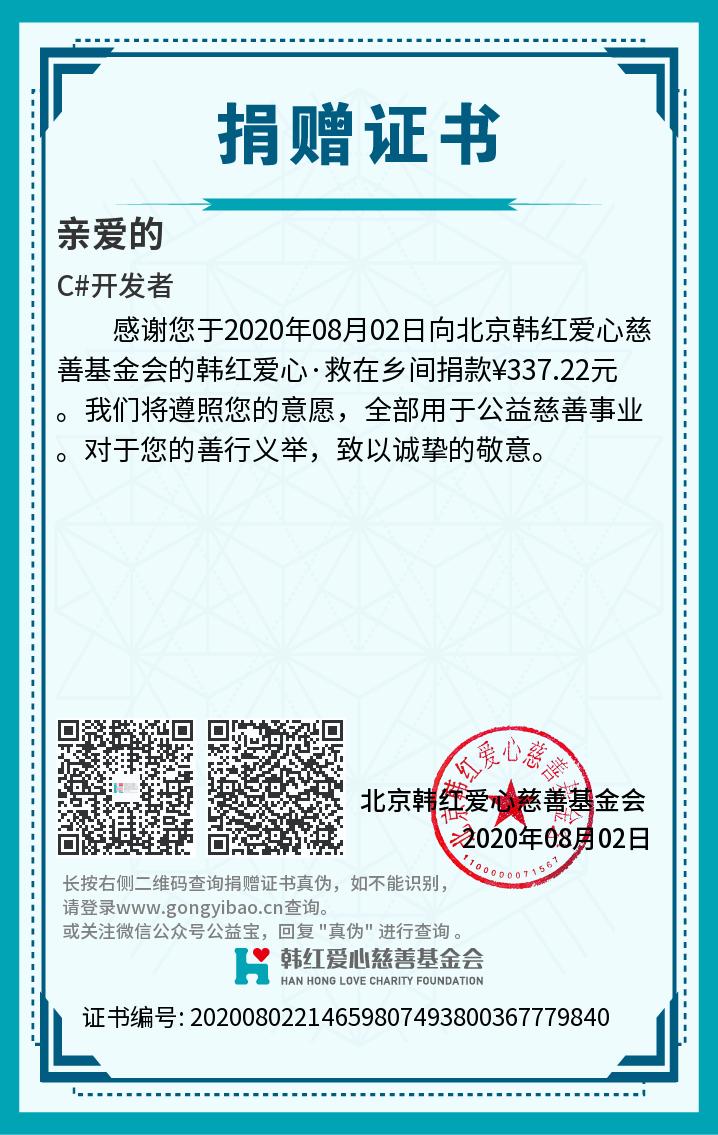 捐赠证书
亲爱的
C#开发者
感谢您于2020年08月02日向北京韩红爱心慈
善基金会的韩红爱心·救在乡间捐款¥337.22元
。我们将遵照您的意愿，全部用于公益慈善事业
。对于您的善行义举，致以诚挚的敬意。
北京韩红爱心慈善基金会
1100000071567
北京韩红爱心慈善基金会
2020年08月02日
长按右侧二维码查询捐赠证书真伪，如不能识别，
请登录www.gongyibao.cn查询。
或关注微信公众号公益宝，回复 "真伪" 进行查询 。
韩红爱心慈善基金会
HAN HONG LOVE CHARITY FOUNDATION
证书编号: 20200802214659807493800367779840